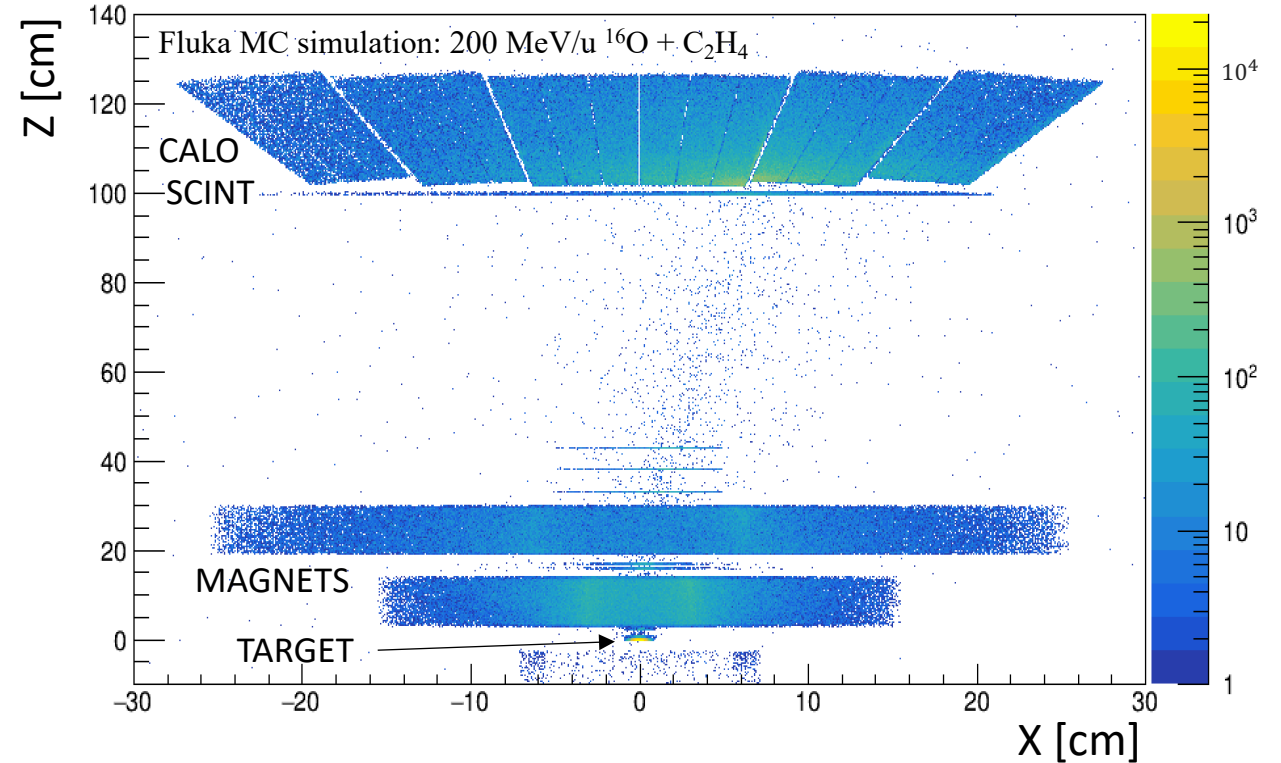 Z [cm]
140
120
100
80
60
40
20
0
Fluka MC simulation: 200 MeV/u ¹⁶O + C₂H₄
CALO
SCINT
MAGNETS
TARGET
−30
−20
−10
0
10
20
30
X [cm]
10⁴
10³
10²
10
1